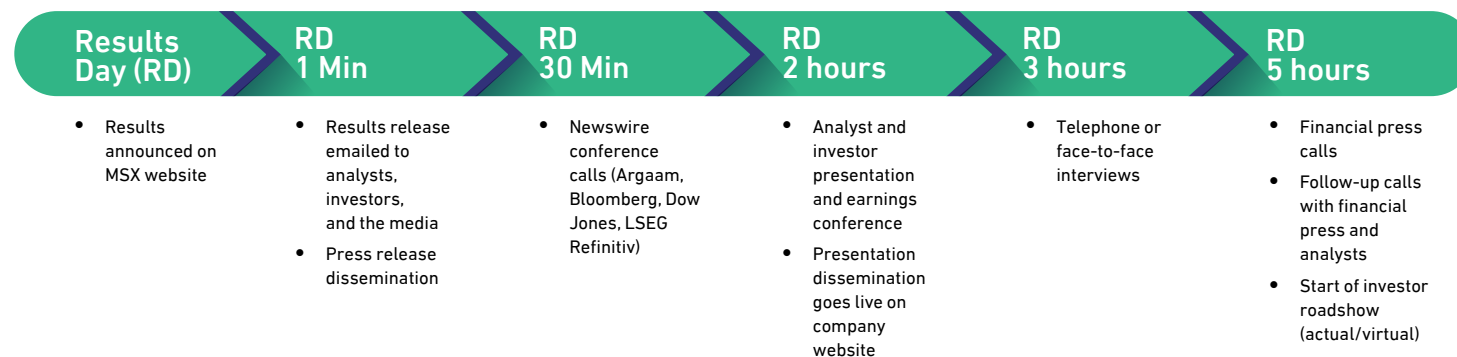 Results
Day (RD)
• Results
announced on
MSX website
RD
1 Min
• Results release
emailed to
analysts,
investors,
and the media
• Press release
dissemination
RD
30 Min
• Newswire
conference
calls (Argaam,
Bloomberg, Dow
Jones, LSEG
Refinitiv)
RD
2 hours
• Analyst and
investor
presentation
and earnings
conference
• Presentation
dissemination
goes live on
company
website
RD
3 hours
• Telephone or
face-to-face
interviews
RD
5 hours
• Financial press
calls
• Follow-up calls
with financial
press and
analysts
• Start of investor
roadshow
(actual/virtual)